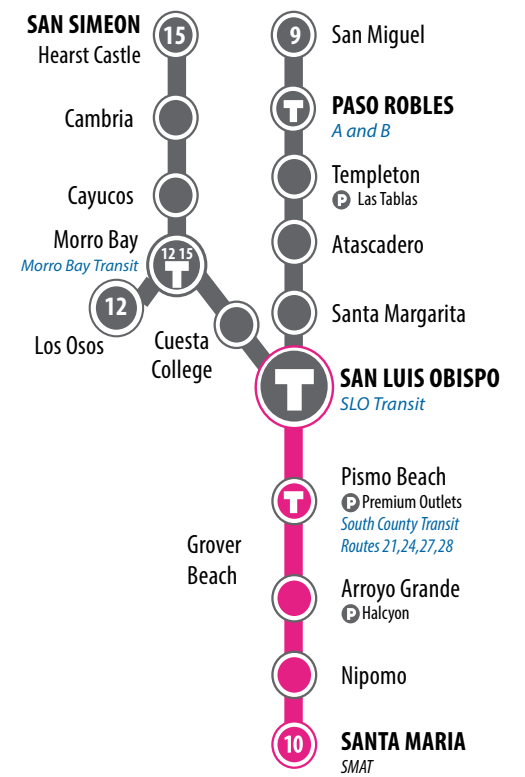 SAN SIMEON
Hearst Castle
15
Cambria
Cayucos
Morro Bay
Morro Bay Transit
12 15
T
12
Los Osos
Cuesta
College
9
San Miguel
T
PASO ROBLES
A and B
Templeton
P Las Tablas
Atascadero
Santa Margarita
T
SAN LUIS OBISPO
SLO Transit
T
Pismo Beach
P Premium Outlets
South County Transit
Routes 21,24,27,28
Grover
Beach
Arroyo Grande
P Halcyon
Nipomo
10
SANTA MARIA
SMAT